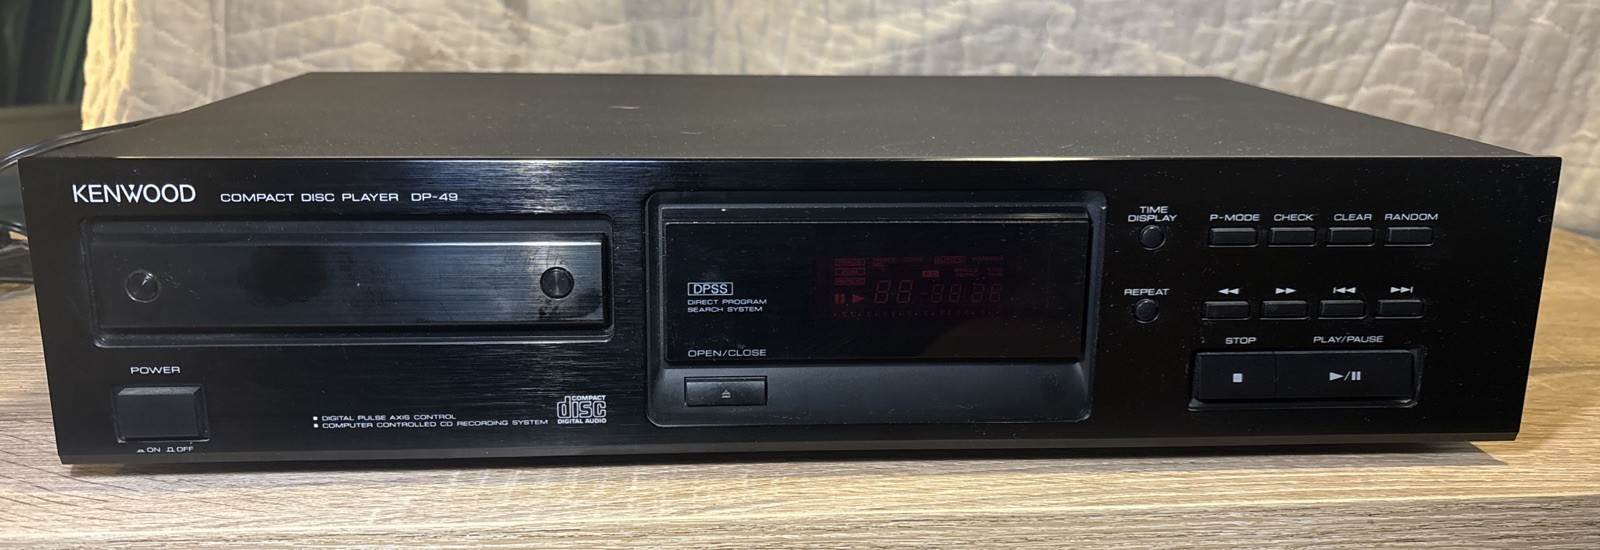 KENWOOD COMPACT DISC PLAYER DP-49
POWER
ON OFF
■ DIGITAL PULSE AXIS CONTROL
■ COMPUTER CONTROLLED CD RECORDING SYSTEM
COMPACT
disc
DIGITAL AUDIO
DPSS
DIRECT PROGRAM
SEARCH SYSTEM
OPEN/CLOSE
TIME
DISPLAY
P-MODE CHECK CLEAR RANDOM
REPEAT
STOP PLAY/PAUSE